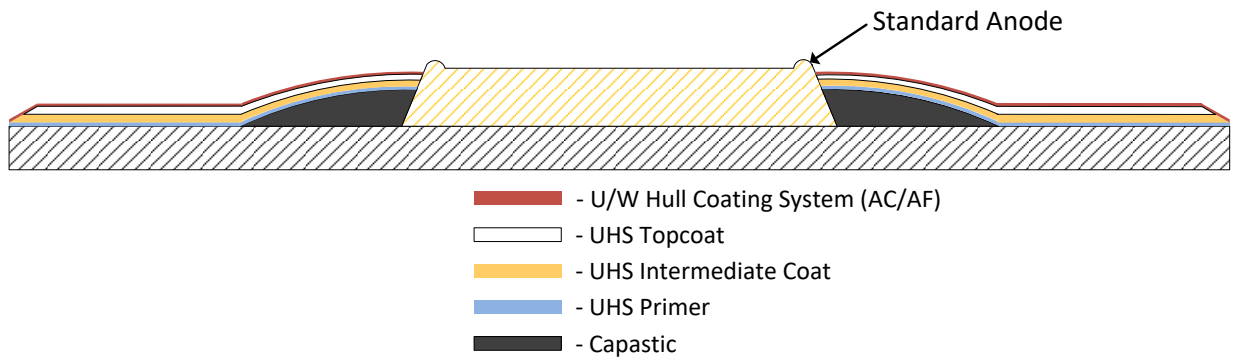 Standard Anode
- U/W Hull Coating System (AC/AF)
- UHS Topcoat
- UHS Intermediate Coat
- UHS Primer
- Capastic